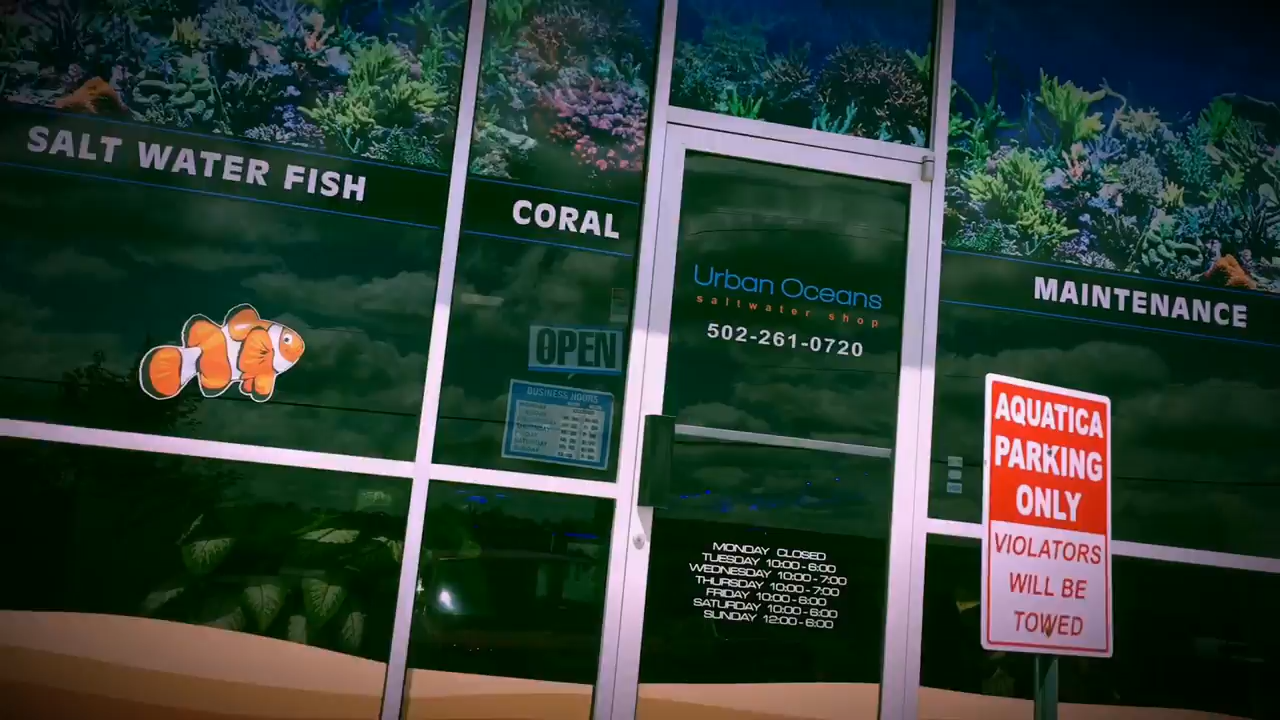 SALT WATER FISH
CORAL
MAINTENANCE
Urban Oceans
saltwater shop
502-261-0720
OPEN
BUSINESS HOURS
MONDAY CLOSED
TUESDAY 10:00-6:00
WEDNESDAY 10:00-7:00
THURSDAY 10:00-7:00
FRIDAY 10:00-6:00
SATURDAY 10:00-6:00
SUNDAY 12:00-6:00
AQUATICA
PARKING
ONLY
VIOLATORS
WILL BE
TOWED